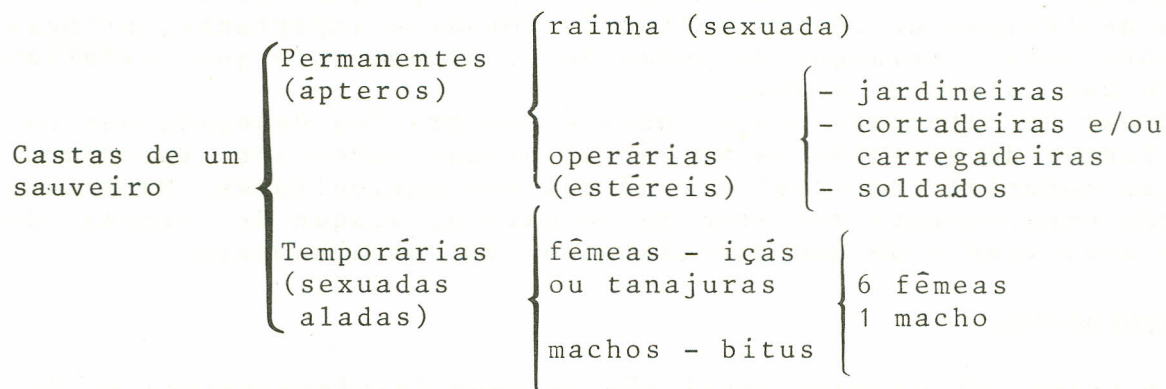 rainha (sexuada)
Permanentes
(ápteros)
- jardineiras
- cortadeiras e/ou
carregadeiras
- soldados
operárias
(estéreis)
Castas de um
sauveiro
Temporárias
(sexuadas
aladas)
fêmeas - içás
ou tanajuras
machos - bitus
6 fêmeas
1 macho